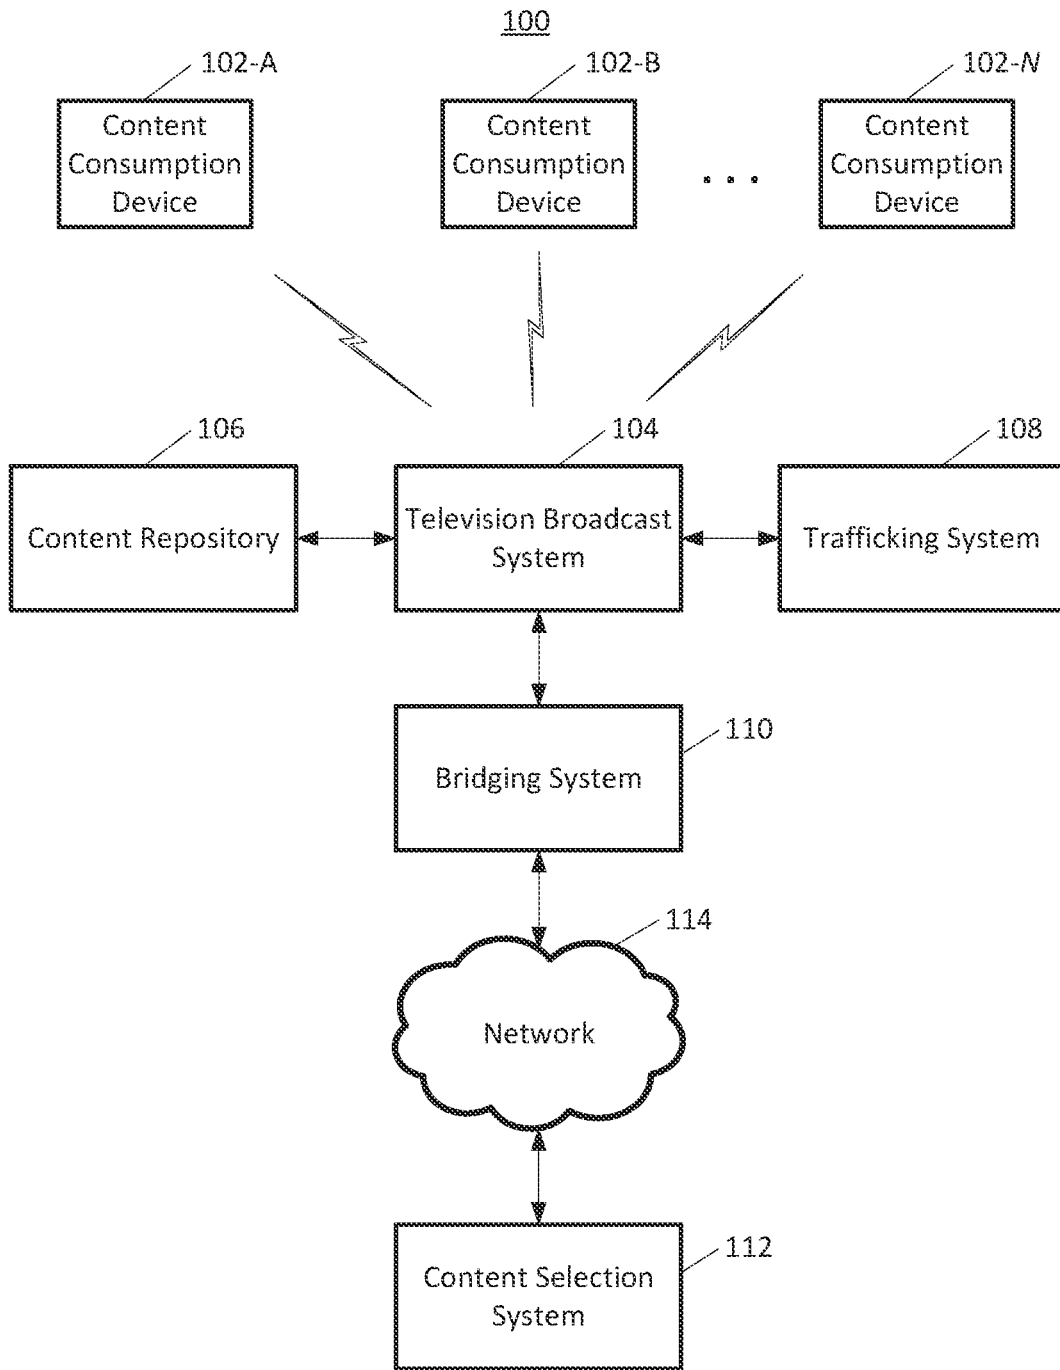 100
102-A
102-B
102-N
Content
Consumption
Device
Content
Consumption
Device
. . .
Content
Consumption
Device
106
104
108
Content Repository
Television Broadcast
System
Trafficking System
110
Bridging System
114
Network
112
Content Selection
System